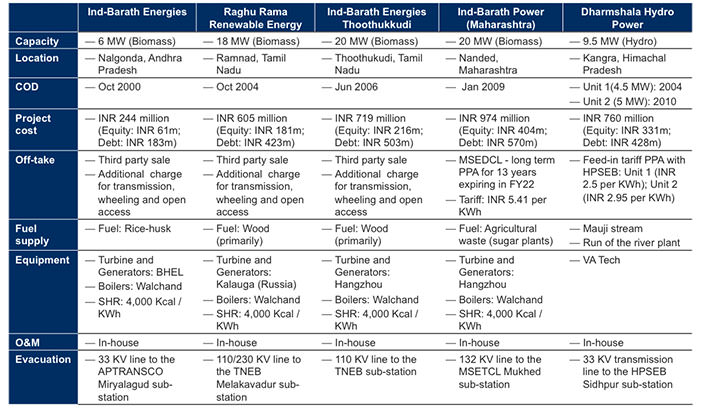 Ind-Barath Energies
Raghu Rama
Renewable Energy
Ind-Barath Energies
Thoothukkudi
Ind-Barath Power
(Maharashtra)
Dharmshala Hydro
Power
Capacity
— 6 MW (Biomass)
— 18 MW (Biomass)
— 20 MW (Biomass)
— 20 MW (Biomass)
— 9.5 MW (Hydro)
Location
— Nalgonda, Andhra
Pradesh
— Ramnad, Tamil
Nadu
— Thoothukudi, Tamil
Nadu
— Nanded,
Maharashtra
— Kangra, Himachal
Pradesh
COD
— Oct 2000
— Oct 2004
— Jun 2006
— Jan 2009
— Unit 1(4.5 MW): 2004
— Unit 2 (5 MW): 2010
Project
cost
— INR 244 million
(Equity: INR 61m;
Debt: INR 183m)
— INR 605 million
(Equity: INR 181m;
Debt: INR 423m)
— INR 719 million
(Equity: INR 216m;
Debt: INR 503m)
— INR 974 million
(Equity: INR 404m;
Debt: INR 570m)
— INR 760 million
(Equity: INR 331m;
Debt: INR 428m)
Off-take
— Third party sale
— Additional charge
for transmission,
wheeling and open
access
— Third party sale
— Additional charge
for transmission,
wheeling and open
access
— Third party sale
— Additional charge
for transmission,
wheeling and open
access
— MSEDCL - long term
PPA for 13 years
expiring in FY22
— Tariff: INR 5.41 per
KWh
— Feed-in tariff PPA with
HPSEB: Unit 1 (INR
2.5 per KWh); Unit 2
(INR 2.95 per KWh)
Fuel
supply
— Fuel: Rice-husk
— Fuel: Wood
(primarily)
— Fuel: Wood
(primarily)
— Fuel: Agricultural
waste (sugar plants)
— Mauji stream
— Run of the river plant
Equipment
— Turbine and
Generators: BHEL
— Boilers: Walchand
— SHR: 4,000 Kcal /
KWh
— Turbine and
Generators:
Kalauga (Russia)
— Boilers: Walchand
— SHR: 4,000 Kcal /
KWh
— Turbine and
Generators:
Hangzhou
— Boilers: Walchand
— SHR: 4,000 Kcal /
KWh
— Turbine and
Generators:
Hangzhou
— Boilers: Walchand
— SHR: 4,000 Kcal /
KWh
— VA Tech
O&M
— In-house
— In-house
— In-house
— In-house
— In-house
Evacuation
— 33 KV line to the
APTRANSCO
Miryalagud sub-
station
— 110/230 KV line to
the TNEB
Melakavadur sub-
station
— 110 KV line to the
TNEB sub-station
— 132 KV line to the
MSETCL Mukhed
sub-station
— 33 KV transmission
line to the HPSEB
Sidhpur sub-station